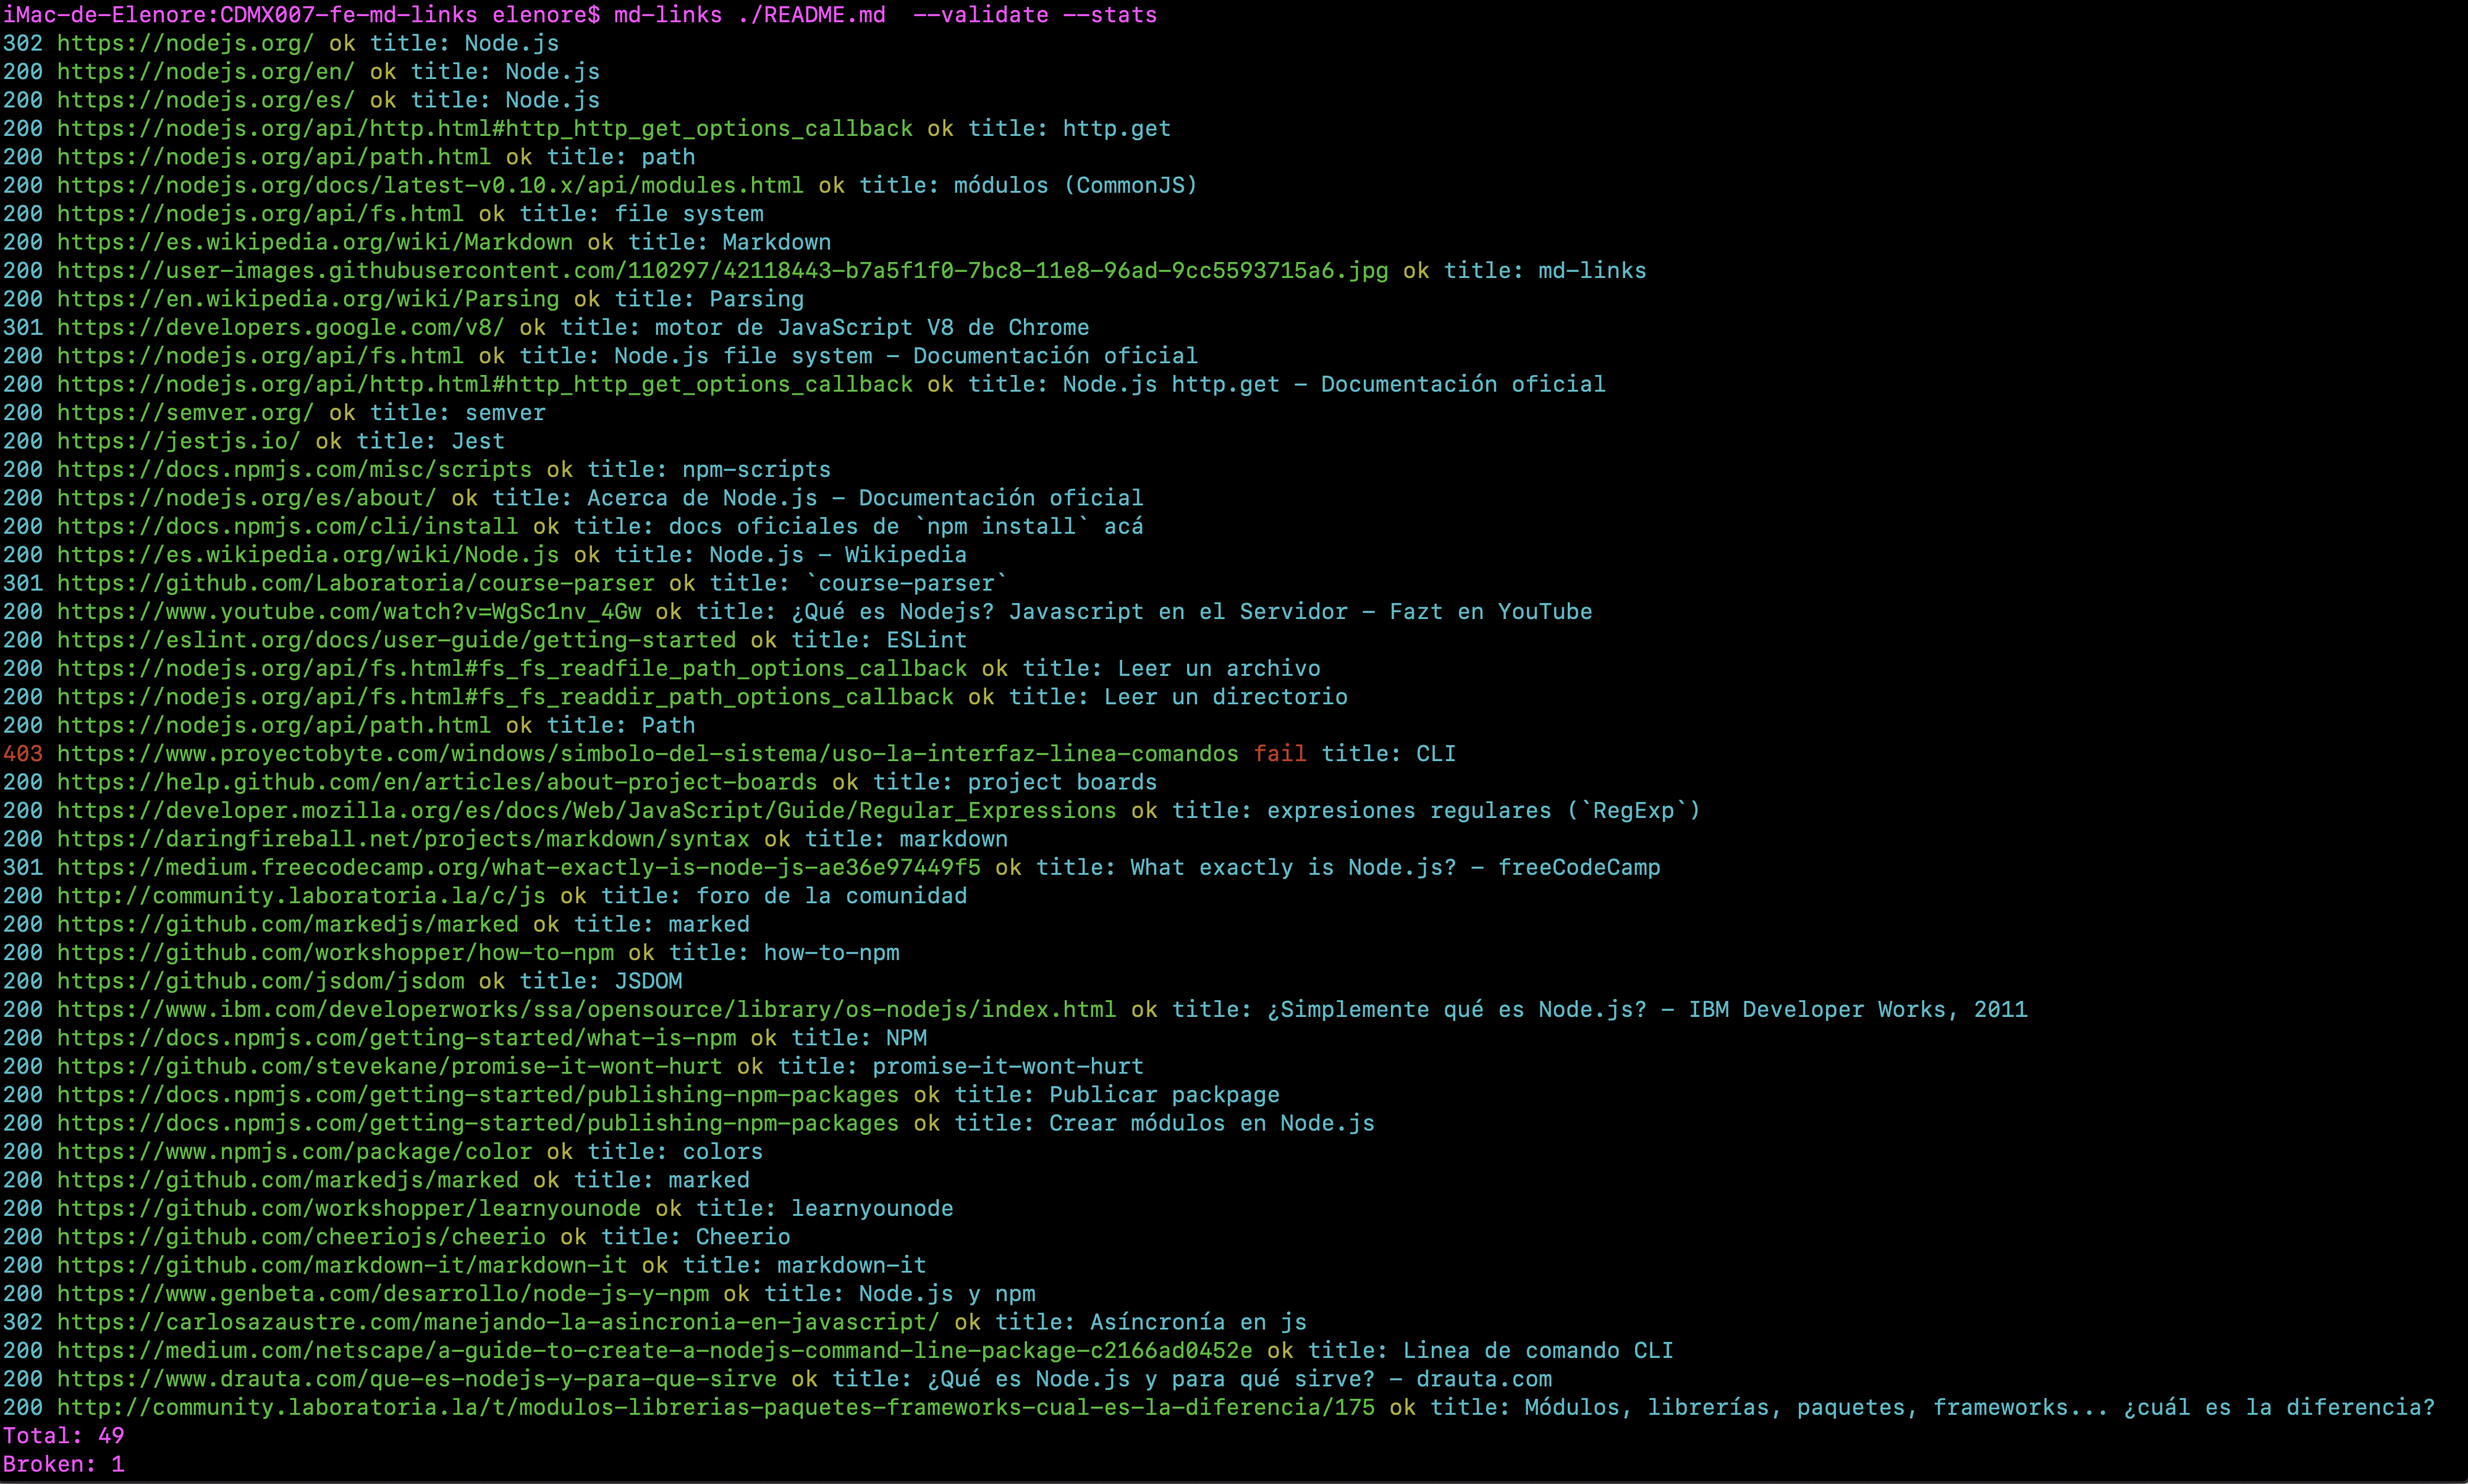 iMac-de-Elenore:CDMX007-fe-md-links elenore$ md-links ./README.md  --validate --stats
302 https://nodejs.org/ ok title: Node.js
200 https://nodejs.org/en/ ok title: Node.js
200 https://nodejs.org/es/ ok title: Node.js
200 https://nodejs.org/api/http.html#http_http_get_options_callback ok title: http.get
200 https://nodejs.org/api/path.html ok title: path
200 https://nodejs.org/docs/latest-v0.10.x/api/modules.html ok title: módulos (CommonJS)
200 https://nodejs.org/api/fs.html ok title: file system
200 https://es.wikipedia.org/wiki/Markdown ok title: Markdown
200 https://user-images.githubusercontent.com/110297/42118443-b7a5f1f0-7bc8-11e8-96ad-9cc5593715a6.jpg ok title: md-links
200 https://en.wikipedia.org/wiki/Parsing ok title: Parsing
301 https://developers.google.com/v8/ ok title: motor de JavaScript V8 de Chrome
200 https://nodejs.org/api/fs.html ok title: Node.js file system – Documentación oficial
200 https://nodejs.org/api/http.html#http_http_get_options_callback ok title: Node.js http.get – Documentación oficial
200 https://semver.org/ ok title: semver
200 https://jestjs.io/ ok title: Jest
200 https://docs.npmjs.com/misc/scripts ok title: npm-scripts
200 https://nodejs.org/es/about/ ok title: Acerca de Node.js – Documentación oficial
200 https://docs.npmjs.com/cli/install ok title: docs oficiales de `npm install` acá
200 https://es.wikipedia.org/wiki/Node.js ok title: Node.js – Wikipedia
301 https://github.com/Laboratoria/course-parser ok title: `course-parser`
200 https://www.youtube.com/watch?v=WgSc1nv_4Gw ok title: ¿Qué es Nodejs? Javascript en el Servidor – Fazt en YouTube
200 https://eslint.org/docs/user-guide/getting-started ok title: ESLint
200 https://nodejs.org/api/fs.html#fs_fs_readfile_path_options_callback ok title: Leer un archivo
200 https://nodejs.org/api/fs.html#fs_fs_readdir_path_options_callback ok title: Leer un directorio
200 https://nodejs.org/api/path.html ok title: Path
403 https://www.proyectobyte.com/windows/simbolo-del-sistema/uso-la-interfaz-linea-comandos fail title: CLI
200 https://help.github.com/en/articles/about-project-boards ok title: project boards
200 https://developer.mozilla.org/es/docs/Web/JavaScript/Guide/Regular_Expressions ok title: expresiones regulares (`RegExp`)
200 https://daringfireball.net/projects/markdown/syntax ok title: markdown
301 https://medium.freecodecamp.org/what-exactly-is-node-js-ae36e97449f5 ok title: What exactly is Node.js? – freeCodeCamp
200 http://community.laboratoria.la/c/js ok title: foro de la comunidad
200 https://github.com/markedjs/marked ok title: marked
200 https://github.com/workshopper/how-to-npm ok title: how-to-npm
200 https://github.com/jsdom/jsdom ok title: JSDOM
200 https://www.ibm.com/developerworks/ssa/opensource/library/os-nodejs/index.html ok title: ¿Simplemente qué es Node.js? – IBM Developer Works, 2011
200 https://docs.npmjs.com/getting-started/what-is-npm ok title: NPM
200 https://github.com/stevekane/promise-it-wont-hurt ok title: promise-it-wont-hurt
200 https://docs.npmjs.com/getting-started/publishing-npm-packages ok title: Publicar packpage
200 https://docs.npmjs.com/getting-started/publishing-npm-packages ok title: Crear módulos en Node.js
200 https://www.npmjs.com/package/color ok title: colors
200 https://github.com/markedjs/marked ok title: marked
200 https://github.com/workshopper/learnyounode ok title: learnyounode
200 https://github.com/cheeriojs/cheerio ok title: Cheerio
200 https://github.com/markdown-it/markdown-it ok title: markdown-it
200 https://www.genbeta.com/desarrollo/node-js-y-npm ok title: Node.js y npm
302 https://carlosazaustre.com/manejando-la-asincronia-en-javascript/ ok title: Asíncronía en js
200 https://medium.com/netscape/a-guide-to-create-a-nodejs-command-line-package-c2166ad0452e ok title: Linea de comando CLI
200 https://www.drauta.com/que-es-nodejs-y-para-que-sirve ok title: ¿Qué es Node.js y para qué sirve? – drauta.com
200 http://community.laboratoria.la/t/modulos-librerias-paquetes-frameworks-cual-es-la-diferencia/175 ok title: Módulos, librerías, paquetes, frameworks... ¿cuál es la diferencia?
Total: 49
Broken: 1